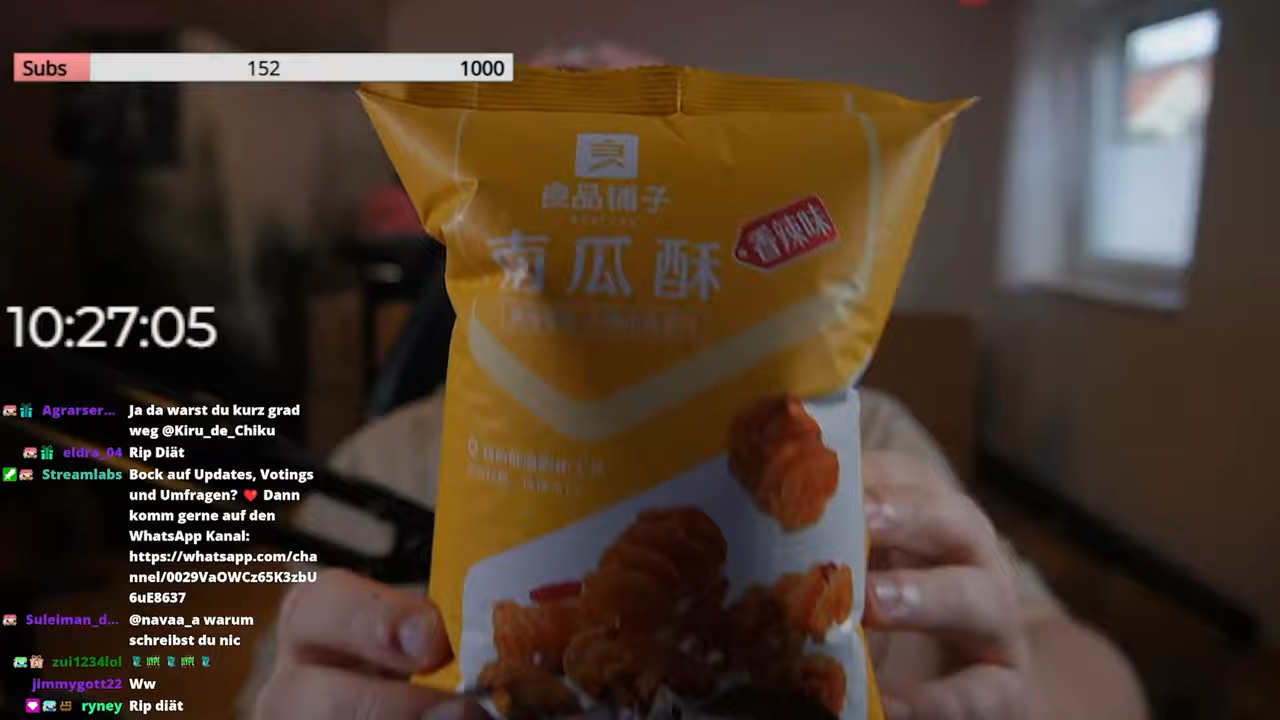 Subs 152 1000
良品铺子
南瓜酥
香辣味
10:27:05
Agrarser... Ja da warst du kurz grad
weg @Kiru_de_Chiku
eldra_04 Rip Diät
Streamlabs Bock auf Updates, Votings
und Umfragen? ❤️ Dann
komm gerne auf den
WhatsApp Kanal:
https://whatsapp.com/cha
nnel/0029VaOWCz65K3zbU
6uE8637
Suleiman_d... @navaa_a warum
schreibst du nic
zui1234lol
jimmygott22 Ww
ryney Rip diät